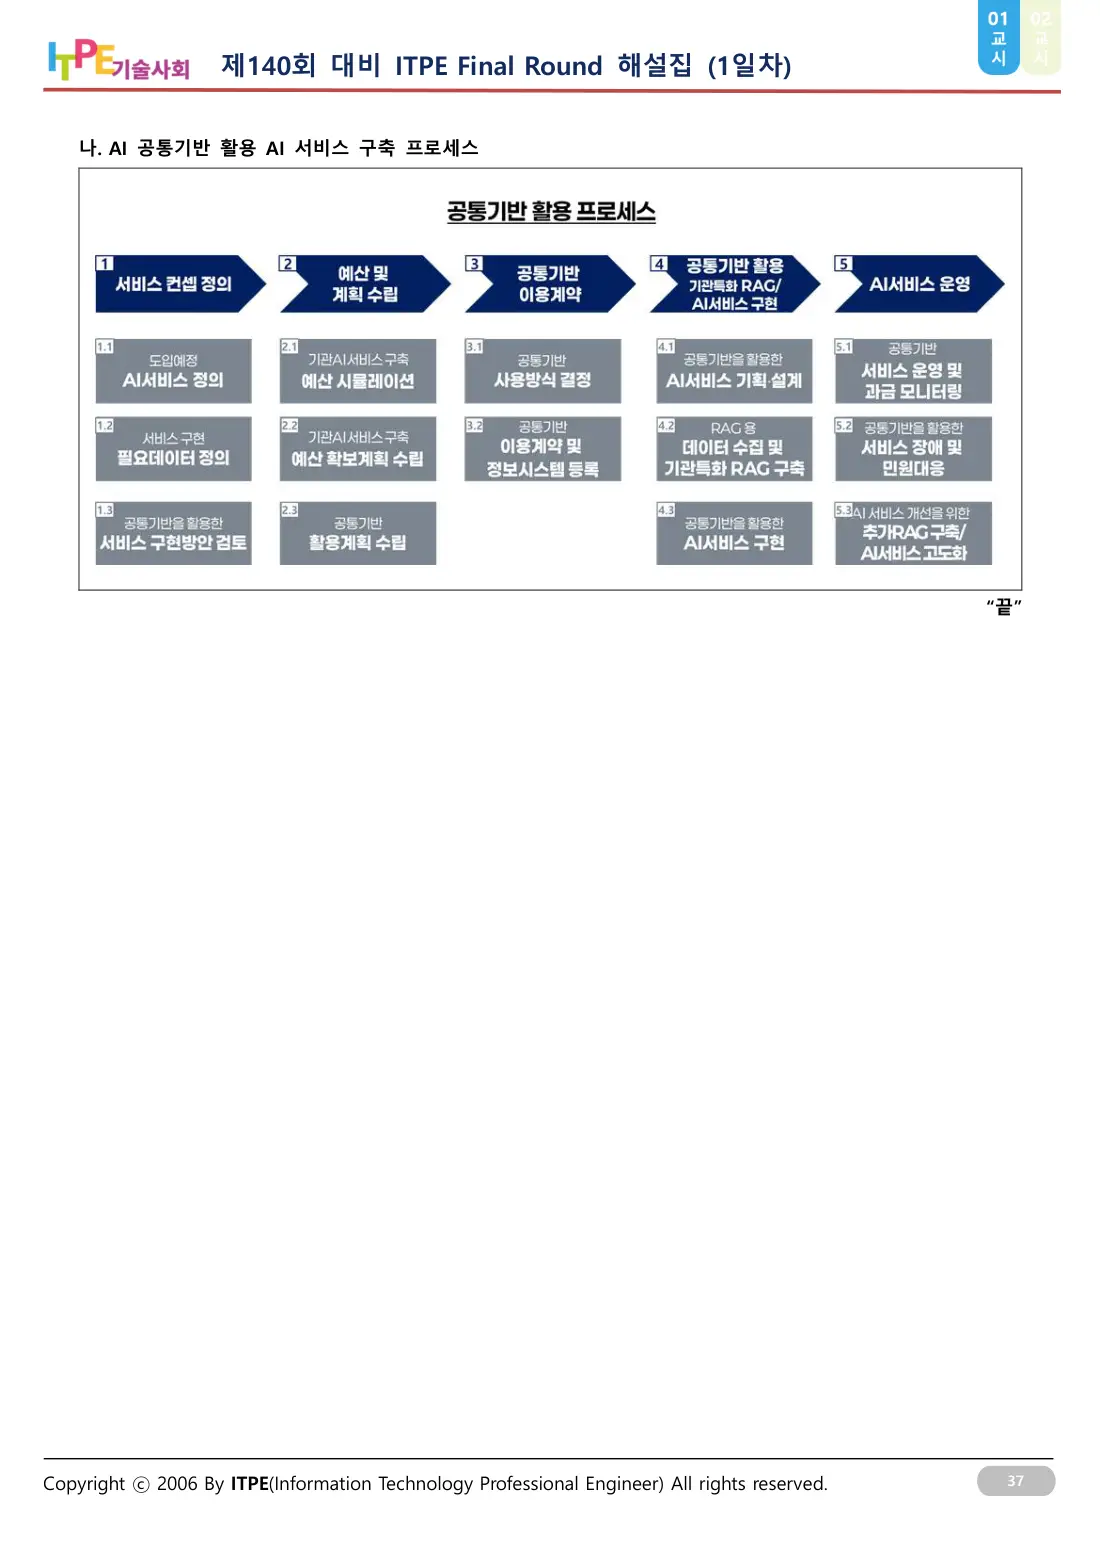 01
교
시
02
교
시
ITPE기술사회 제140회 대비 ITPE Final Round 해설집 (1일차)
나. AI 공통기반 활용 AI 서비스 구축 프로세스
공통기반 활용 프로세스
1
서비스 컨셉 정의
2
예산 및
계획 수립
3
공통기반
이용계약
4
공통기반 활용
기관특화 RAG/
AI서비스 구현
5
AI서비스 운영
1.1
도입예정
AI서비스 정의
2.1
기관AI서비스 구축
예산 시뮬레이션
3.1
공통기반
사용방식 결정
4.1
공통기반을 활용한
AI서비스 기획·설계
5.1
공통기반
서비스 운영 및
과금 모니터링
1.2
서비스 구현
필요데이터 정의
2.2
기관AI서비스 구축
예산 확보계획 수립
3.2
공통기반
이용계약 및
정보시스템 등록
4.2
RAG 용
데이터 수집 및
기관특화 RAG 구축
5.2
공통기반을 활용한
서비스 장애 및
민원대응
1.3
공통기반을 활용한
서비스 구현방안 검토
2.3
공통기반
활용계획 수립
4.3
공통기반을 활용한
AI서비스 구현
5.3
AI 서비스 개선을 위한
추가RAG 구축/
AI서비스 고도화
“끝”
Copyright ⓒ 2006 By ITPE(Information Technology Professional Engineer) All rights reserved.
37